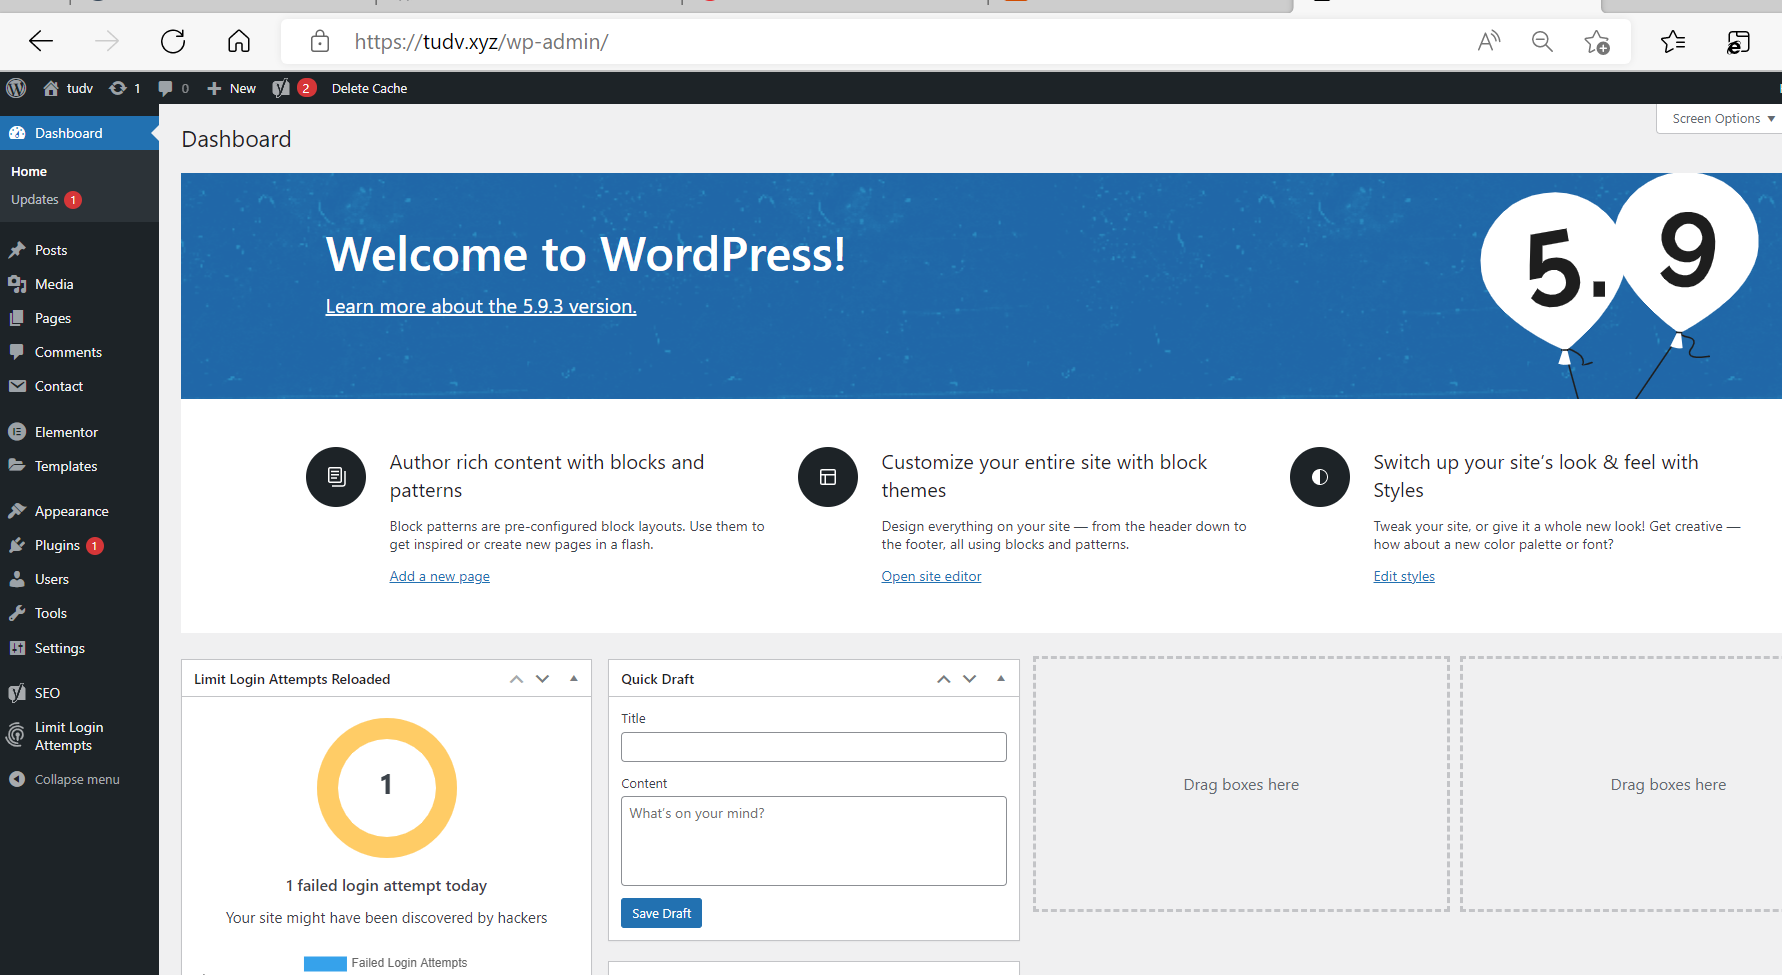 https://tudv.xyz/wp-admin/
tudv 1 0 New 2 Delete Cache
Screen Options
Dashboard
Home
Updates 1
Posts
Media
Pages
Comments
Contact
Elementor
Templates
Appearance
Plugins 1
Users
Tools
Settings
SEO
Limit Login
Attempts
Collapse menu
Dashboard
Welcome to WordPress!
Learn more about the 5.9.3 version.
5.9
Author rich content with blocks and
patterns
Block patterns are pre-configured block layouts. Use them to
get inspired or create new pages in a flash.
Add a new page
Customize your entire site with block
themes
Design everything on your site — from the header down to
the footer, all using blocks and patterns.
Open site editor
Switch up your site’s look & feel with
Styles
Tweak your site, or give it a whole new look! Get creative —
how about a new color palette or font?
Edit styles
Limit Login Attempts Reloaded
1
1 failed login attempt today
Your site might have been discovered by hackers
Failed Login Attempts
Quick Draft
Title
Content
What’s on your mind?
Save Draft
Drag boxes here
Drag boxes here